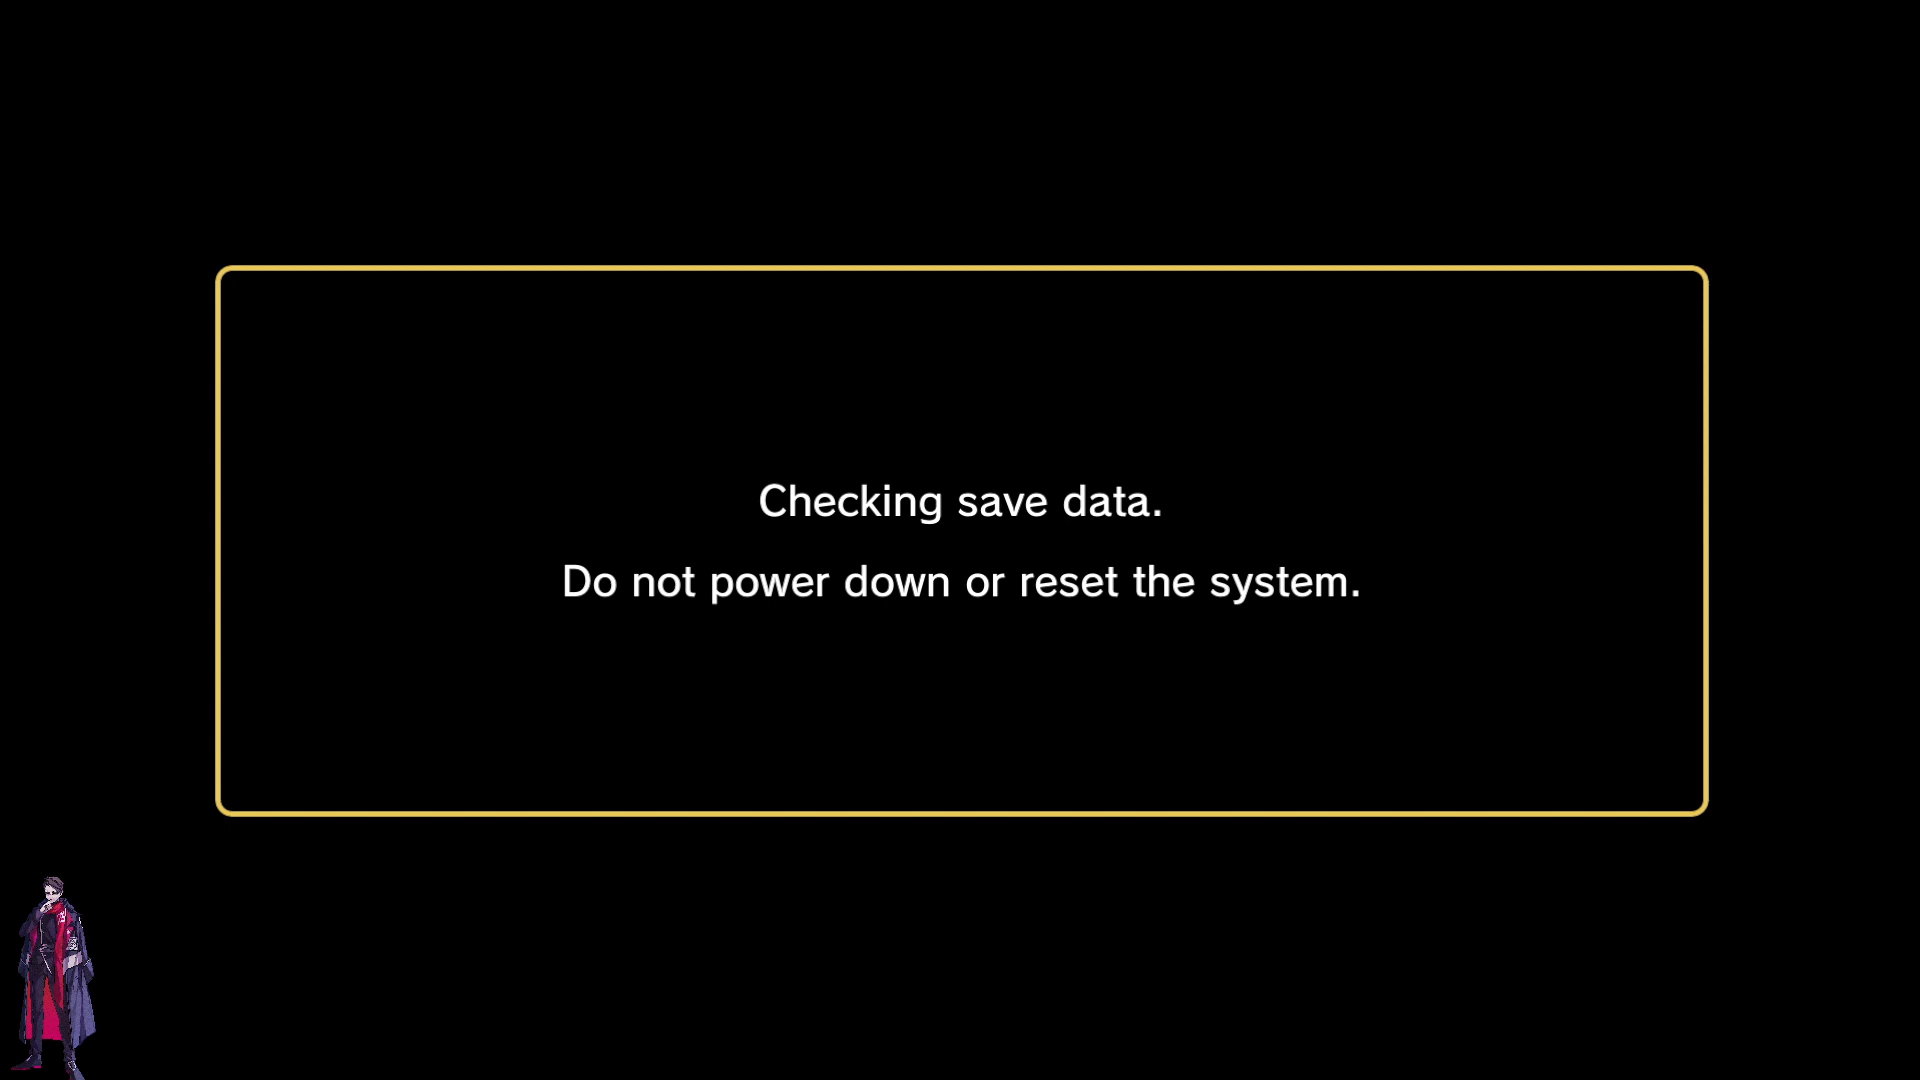 Checking save data.
Do not power down or reset the system.